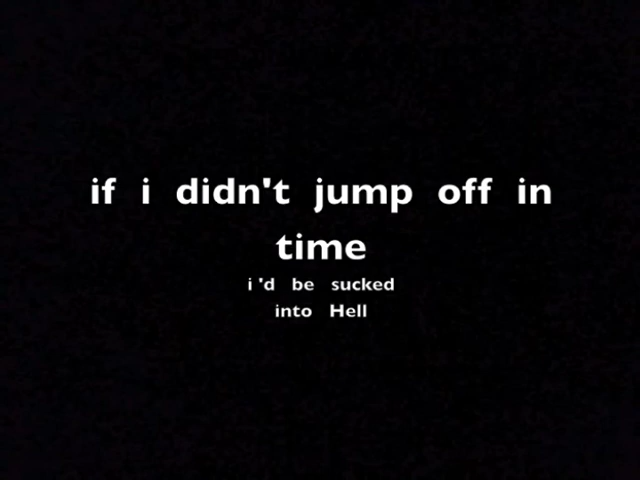 if i didn't jump off in
time
i 'd be sucked
into Hell